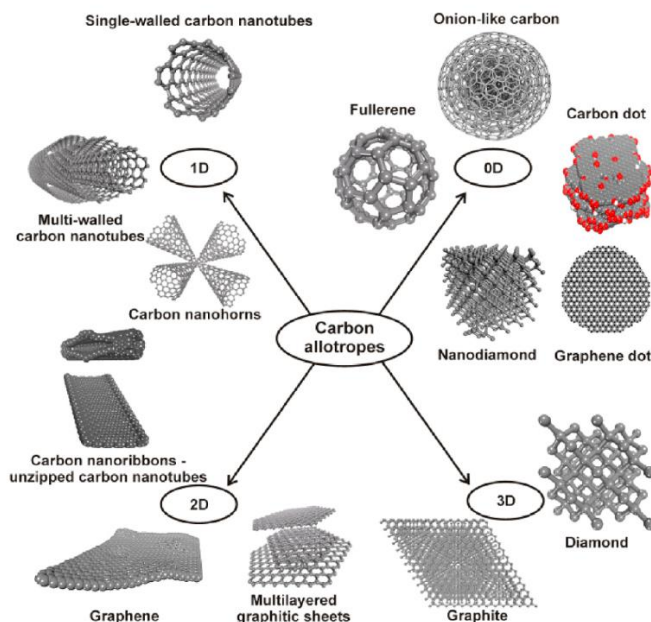 Single-walled carbon nanotubes
Onion-like carbon
Fullerene
Carbon dot
1D
0D
Multi-walled
carbon nanotubes
Carbon nanohorns
Carbon
allotropes
Nanodiamond
Graphene dot
Carbon nanoribbons -
unzipped carbon nanotubes
2D
3D
Diamond
Graphene
Multilayered
graphitic sheets
Graphite